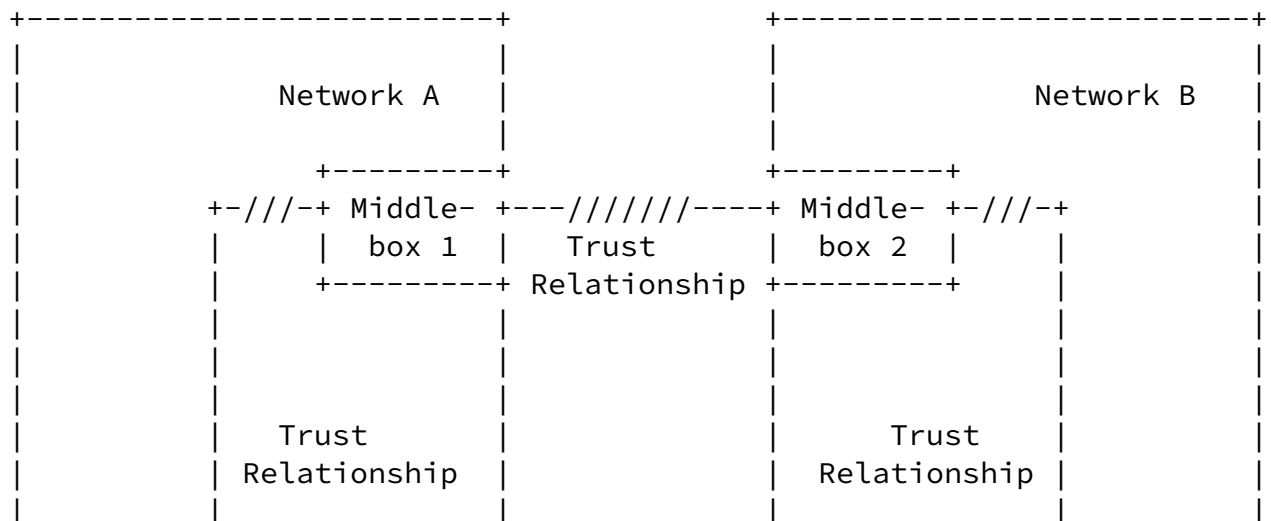 +---------------------------+              +---------------------------+
|                           |              |                           |
|              Network A    |              |              Network B    |
|                           |              |                           |
|                +----------+              +----------+                |
|          +-///-+ Middle-  +---///////----+ Middle-  +-///-+          |
|          |     |  box 1   |   Trust      |  box 2   |     |          |
|          |     +----------+ Relationship +----------+     |          |
|          |                |              |                |          |
|          |                |              |                |          |
|          |                |              |                |          |
|          |   Trust        |              |      Trust     |          |
|          | Relationship   |              |  Relationship  |          |
|          |                |              |                |          |